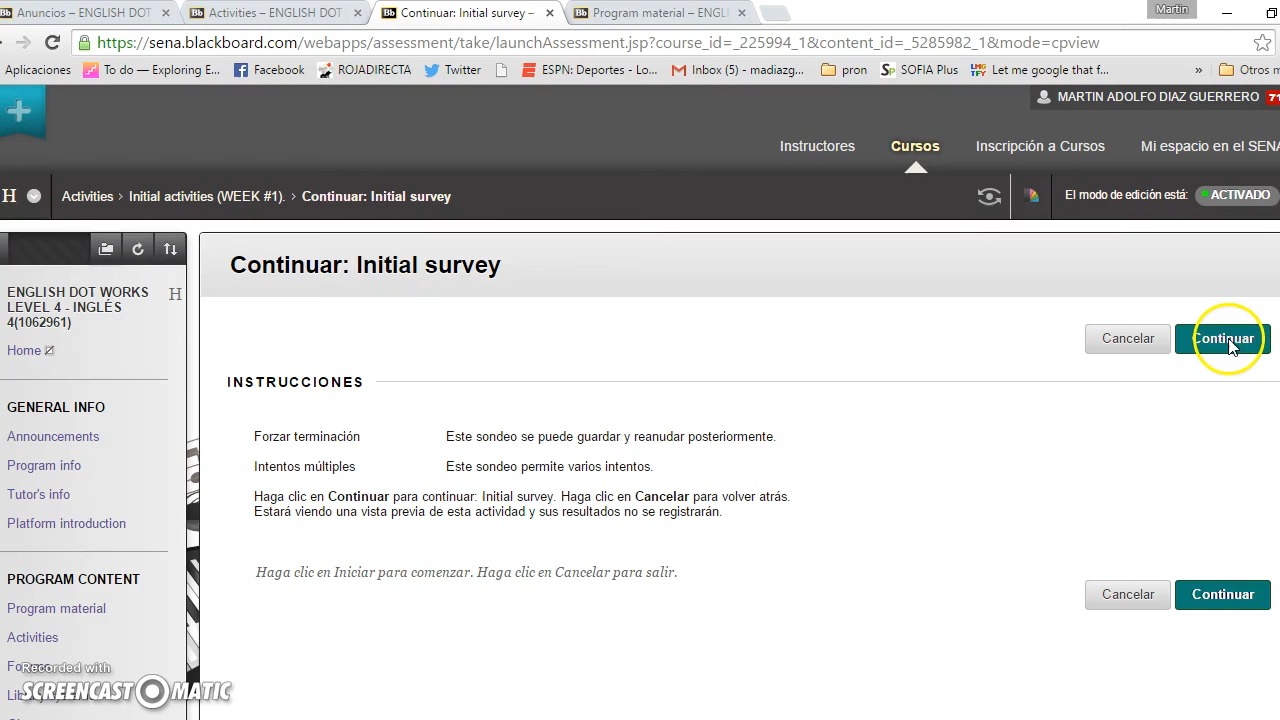 Bb Anuncios – ENGLISH DOT
Bb Activities – ENGLISH DOT
Bb Continuar: Initial survey –
Bb Program material – ENGL
Martin
https://sena.blackboard.com/webapps/assessment/take/launchAssessment.jsp?course_id=_225994_1&content_id=_5285982_1&mode=cpview
Aplicaciones
To do — Exploring E...
Facebook
ROJADIRECTA
Twitter
ESPN: Deportes - Lo...
Inbox (5) - madiazg...
pron
SOFIA Plus
Let me google that f...
»
Otros m
MARTIN ADOLFO DIAZ GUERRERO 71
Instructores
Cursos
Inscripción a Cursos
Mi espacio en el SENA
Activities > Initial activities (WEEK #1). > Continuar: Initial survey
El modo de edición está:
ACTIVADO
ENGLISH DOT WORKS
LEVEL 4 - INGLÉS
4(1062961)
Home
GENERAL INFO
Announcements
Program info
Tutor's info
Platform introduction
PROGRAM CONTENT
Program material
Activities
Continuar: Initial survey
Cancelar
Continuar
INSTRUCCIONES
Forzar terminación
Este sondeo se puede guardar y reanudar posteriormente.
Intentos múltiples
Este sondeo permite varios intentos.
Haga clic en Continuar para continuar: Initial survey. Haga clic en Cancelar para volver atrás.
Estará viendo una vista previa de esta actividad y sus resultados no se registrarán.
Haga clic en Iniciar para comenzar. Haga clic en Cancelar para salir.
Cancelar
Continuar
Recorded with
SCREENCAST MATIC